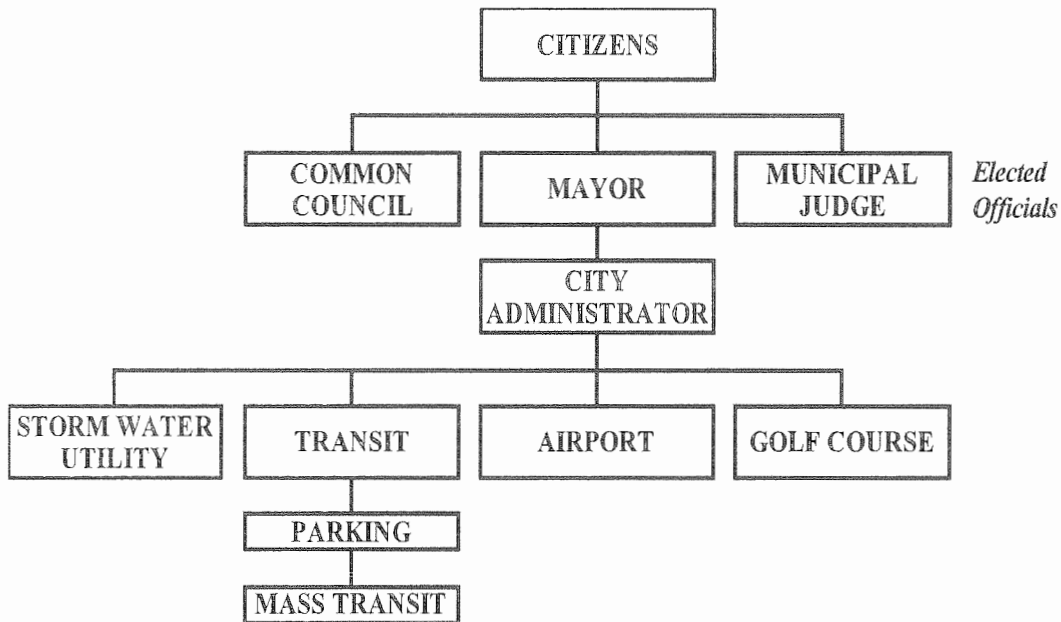 CITIZENS
COMMON
COUNCIL
MAYOR
MUNICIPAL
JUDGE
Elected
Officials
CITY
ADMINISTRATOR
STORM WATER
UTILITY
TRANSIT
AIRPORT
GOLF COURSE
PARKING
MASS TRANSIT